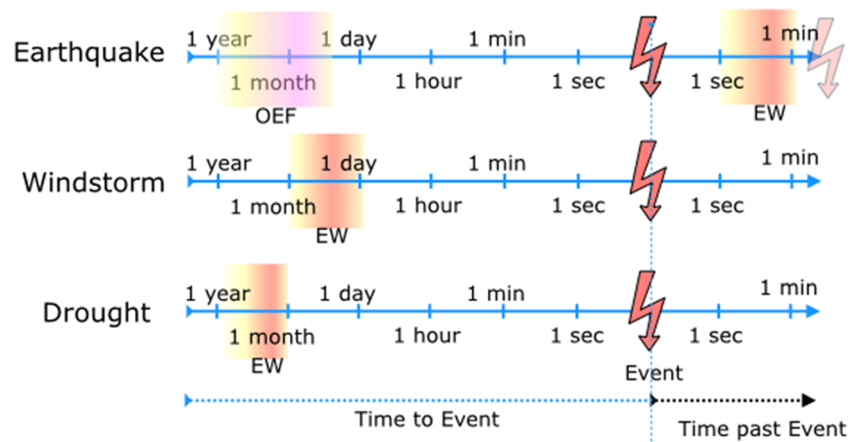 Earthquake
1 year 1 day 1 min 1 min
1 month 1 hour 1 sec 1 sec
OEF EW
Windstorm
1 year 1 day 1 min 1 min
1 month 1 hour 1 sec 1 sec
EW
Drought
1 year 1 day 1 min 1 min
1 month 1 hour 1 sec 1 sec
EW
Event
Time to Event
Time past Event